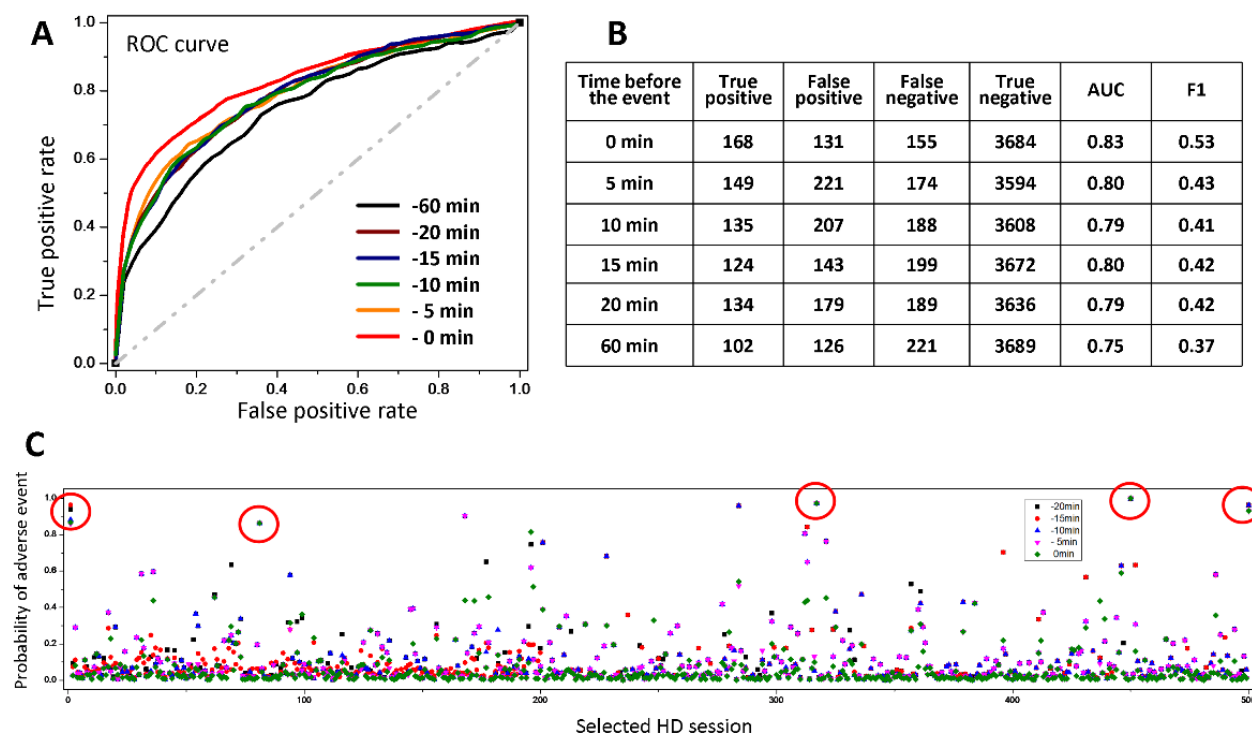 A
ROC curve
True positive rate
1.0
0.8
0.6
0.4
0.2
0.0
0.0 0.2 0.4 0.6 0.8 1.0
False positive rate
-60 min
-20 min
-15 min
-10 min
- 5 min
- 0 min
B
Time before the event True positive False positive False negative True negative AUC F1
0 min 168 131 155 3684 0.83 0.53
5 min 149 221 174 3594 0.80 0.43
10 min 135 207 188 3608 0.79 0.41
15 min 124 143 199 3672 0.80 0.42
20 min 134 179 189 3636 0.79 0.42
60 min 102 126 221 3689 0.75 0.37
C
Probability of adverse event
1.0
0.8
0.6
0.4
0.2
0.0
0 100 200 300 400
Selected HD session
-20min
-15min
-10min
- 5min
0min